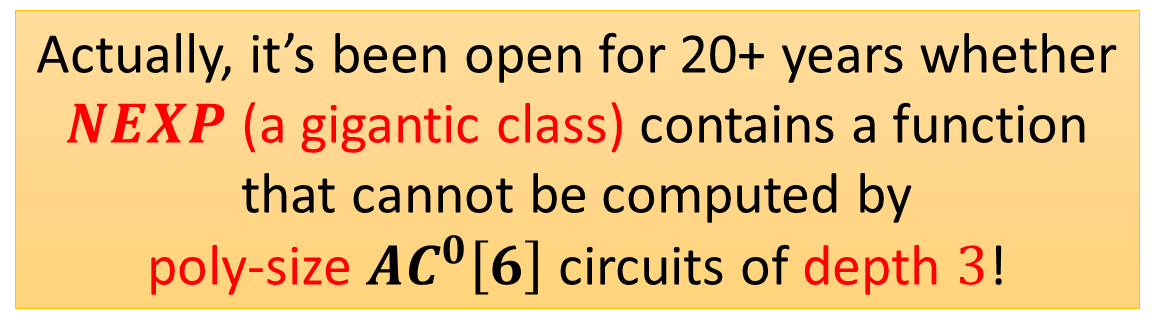 Actually, it’s been open for 20+ years whether
NEXP (a gigantic class) contains a function
that cannot be computed by
poly-size AC⁰[6] circuits of depth 3!